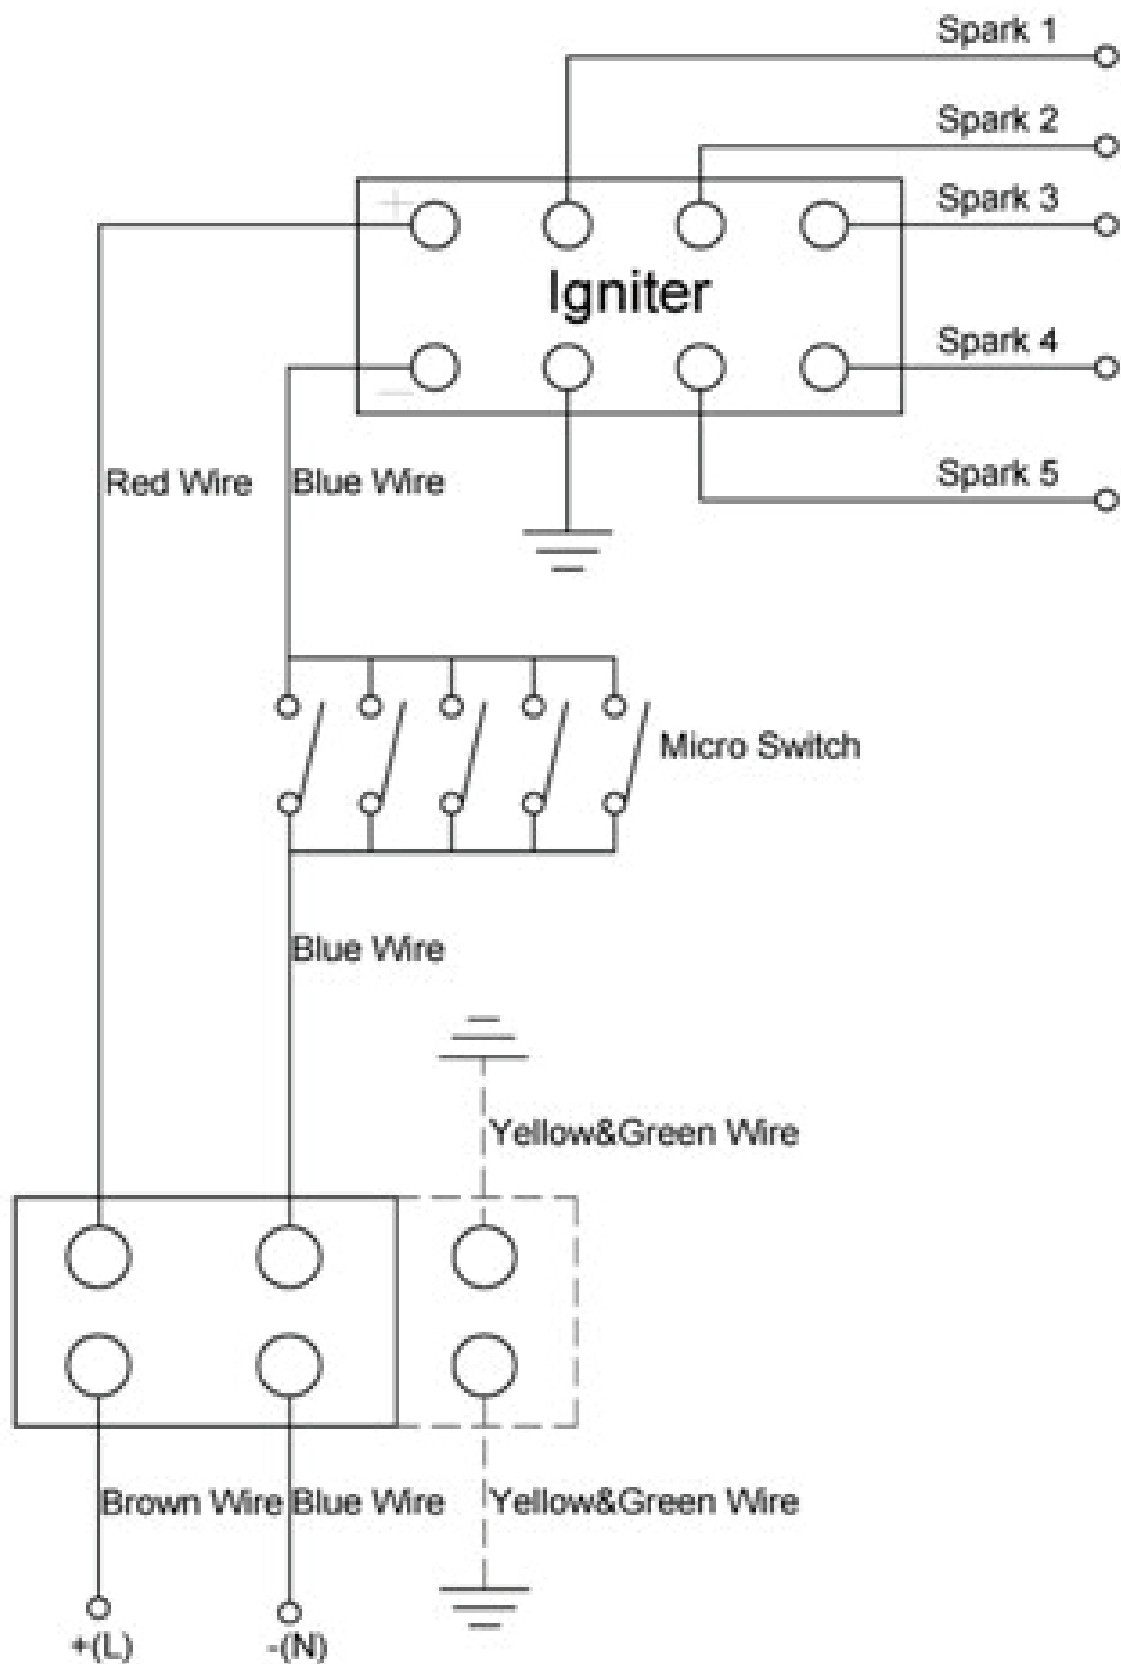 Spark 1
Spark 2
Spark 3
+
Igniter
Spark 4
−
Spark 5
Red Wire
Blue Wire
Micro Switch
Blue Wire
Yellow&Green Wire
Brown Wire
Blue Wire
Yellow&Green Wire
+(L)
-(N)